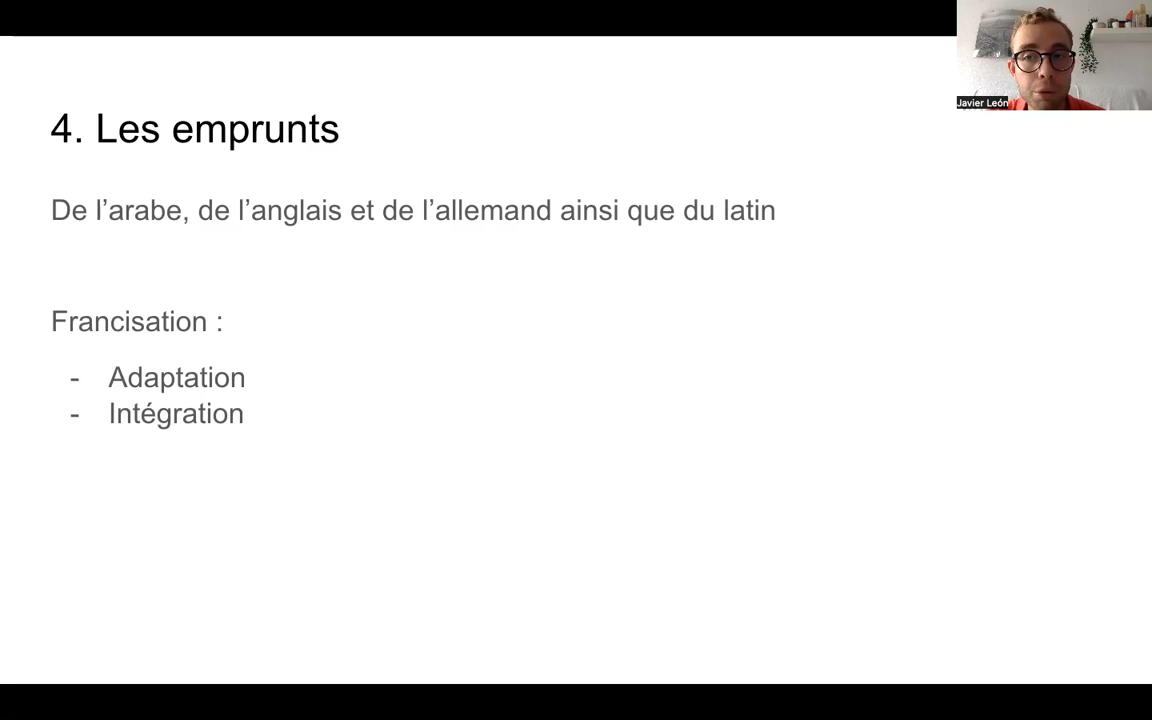 Javier León
4. Les emprunts
De l’arabe, de l’anglais et de l’allemand ainsi que du latin
Francisation :
- Adaptation
- Intégration